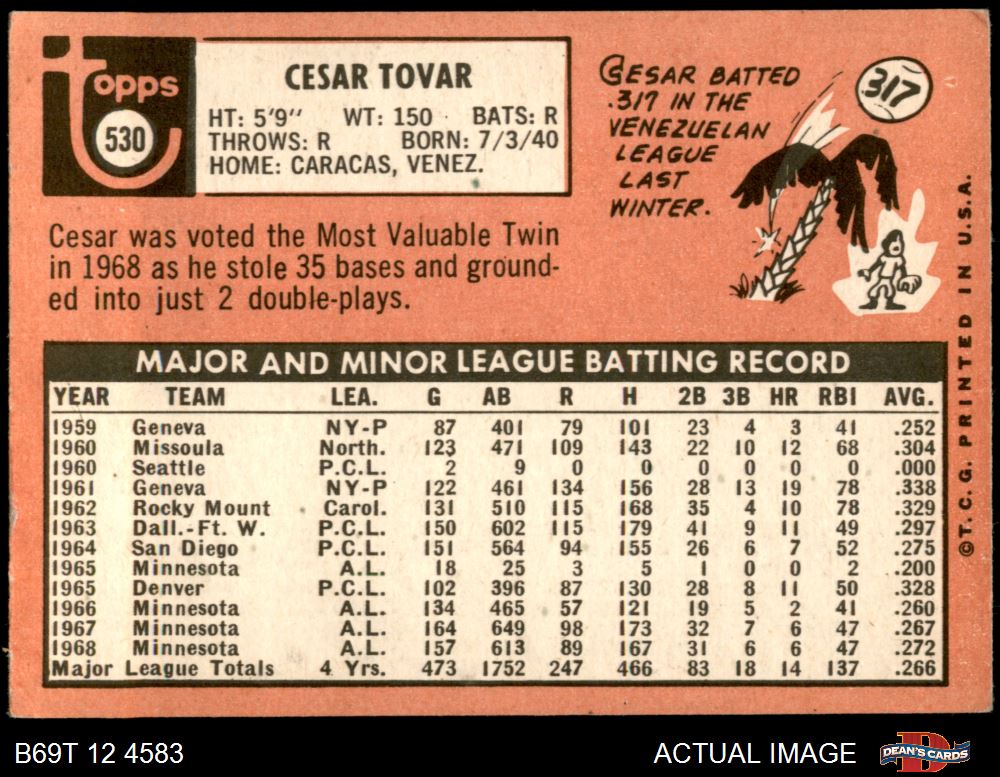 topps
530
CESAR TOVAR
HT: 5'9" WT: 150 BATS: R
THROWS: R BORN: 7/3/40
HOME: CARACAS, VENEZ.
Cesar was voted the Most Valuable Twin
in 1968 as he stole 35 bases and ground-
ed into just 2 double-plays.
CESAR BATTED
.317 IN THE
VENEZUELAN
LEAGUE
LAST
WINTER.
317
MAJOR AND MINOR LEAGUE BATTING RECORD
YEAR TEAM LEA. G AB R H 2B 3B HR RBI AVG.
1959 Geneva NY-P 87 401 79 101 23 4 3 41 .252
1960 Missoula North. 123 471 109 143 22 10 12 68 .304
1960 Seattle P.C.L. 2 9 0 0 0 0 0 0 .000
1961 Geneva NY-P 122 461 134 156 28 13 19 78 .338
1962 Rocky Mount Carol. 131 510 115 168 35 4 10 78 .329
1963 Dall.-Ft. W. P.C.L. 150 602 115 179 41 9 11 49 .297
1964 San Diego P.C.L. 151 564 94 155 26 6 7 52 .275
1965 Minnesota A.L. 18 25 3 5 1 0 0 2 .200
1965 Denver P.C.L. 102 396 87 130 28 8 11 50 .328
1966 Minnesota A.L. 134 465 57 121 19 5 2 41 .260
1967 Minnesota A.L. 164 649 98 173 32 7 6 47 .267
1968 Minnesota A.L. 157 613 89 167 31 6 6 47 .272
Major League Totals 4 Yrs. 473 1752 247 466 83 18 14 137 .266
©T.C.G. PRINTED IN U.S.A.
B69T 12 4583
ACTUAL IMAGE
DEAN'S CARDS